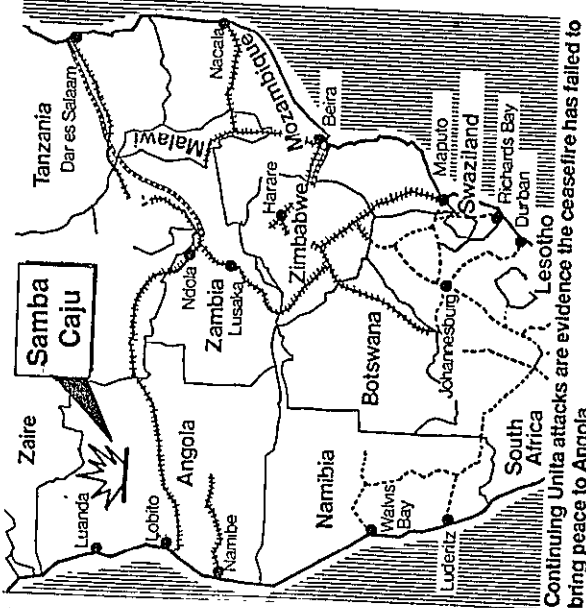 Zaire
Samba
Caju
Tanzania
Dar es Salaam
Luanda
Lobito
Angola
Ndola
Zambia
Lusaka
Malawi
Nacala
Mozambique
Namibe
Harare
Zimbabwe
Beira
Namibia
Botswana
Walvis
Bay
Luderitz
Johannesburg
Maputo
Swaziland
Richards Bay
Durban
South
Africa
Lesotho
Continuing Unita attacks are evidence the ceasefire has failed to
bring peace to Angola